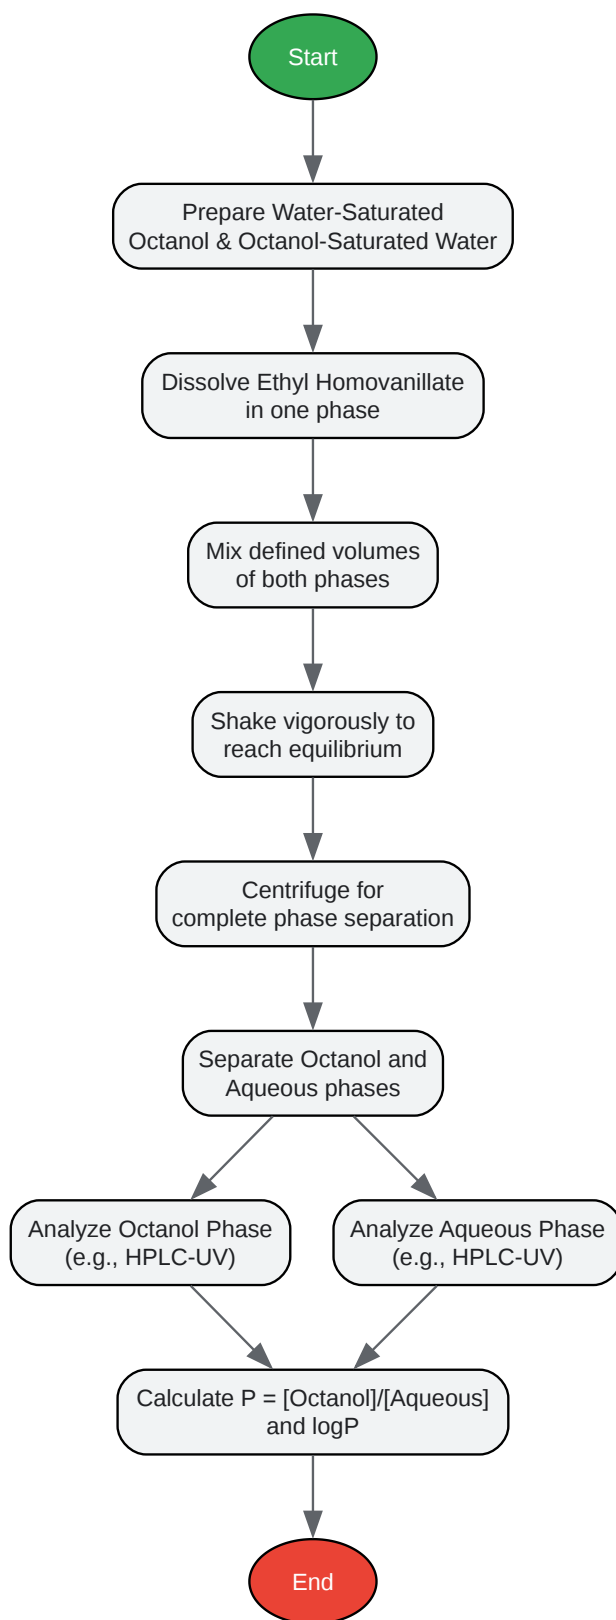 Start
Prepare Water-Saturated
Octanol & Octanol-Saturated Water
Dissolve Ethyl Homovanillate
in one phase
Mix defined volumes
of both phases
Shake vigorously to
reach equilibrium
Centrifuge for
complete phase separation
Separate Octanol and
Aqueous phases
Analyze Octanol Phase
(e.g., HPLC-UV)
Analyze Aqueous Phase
(e.g., HPLC-UV)
Calculate P = [Octanol]/[Aqueous]
and logP
End